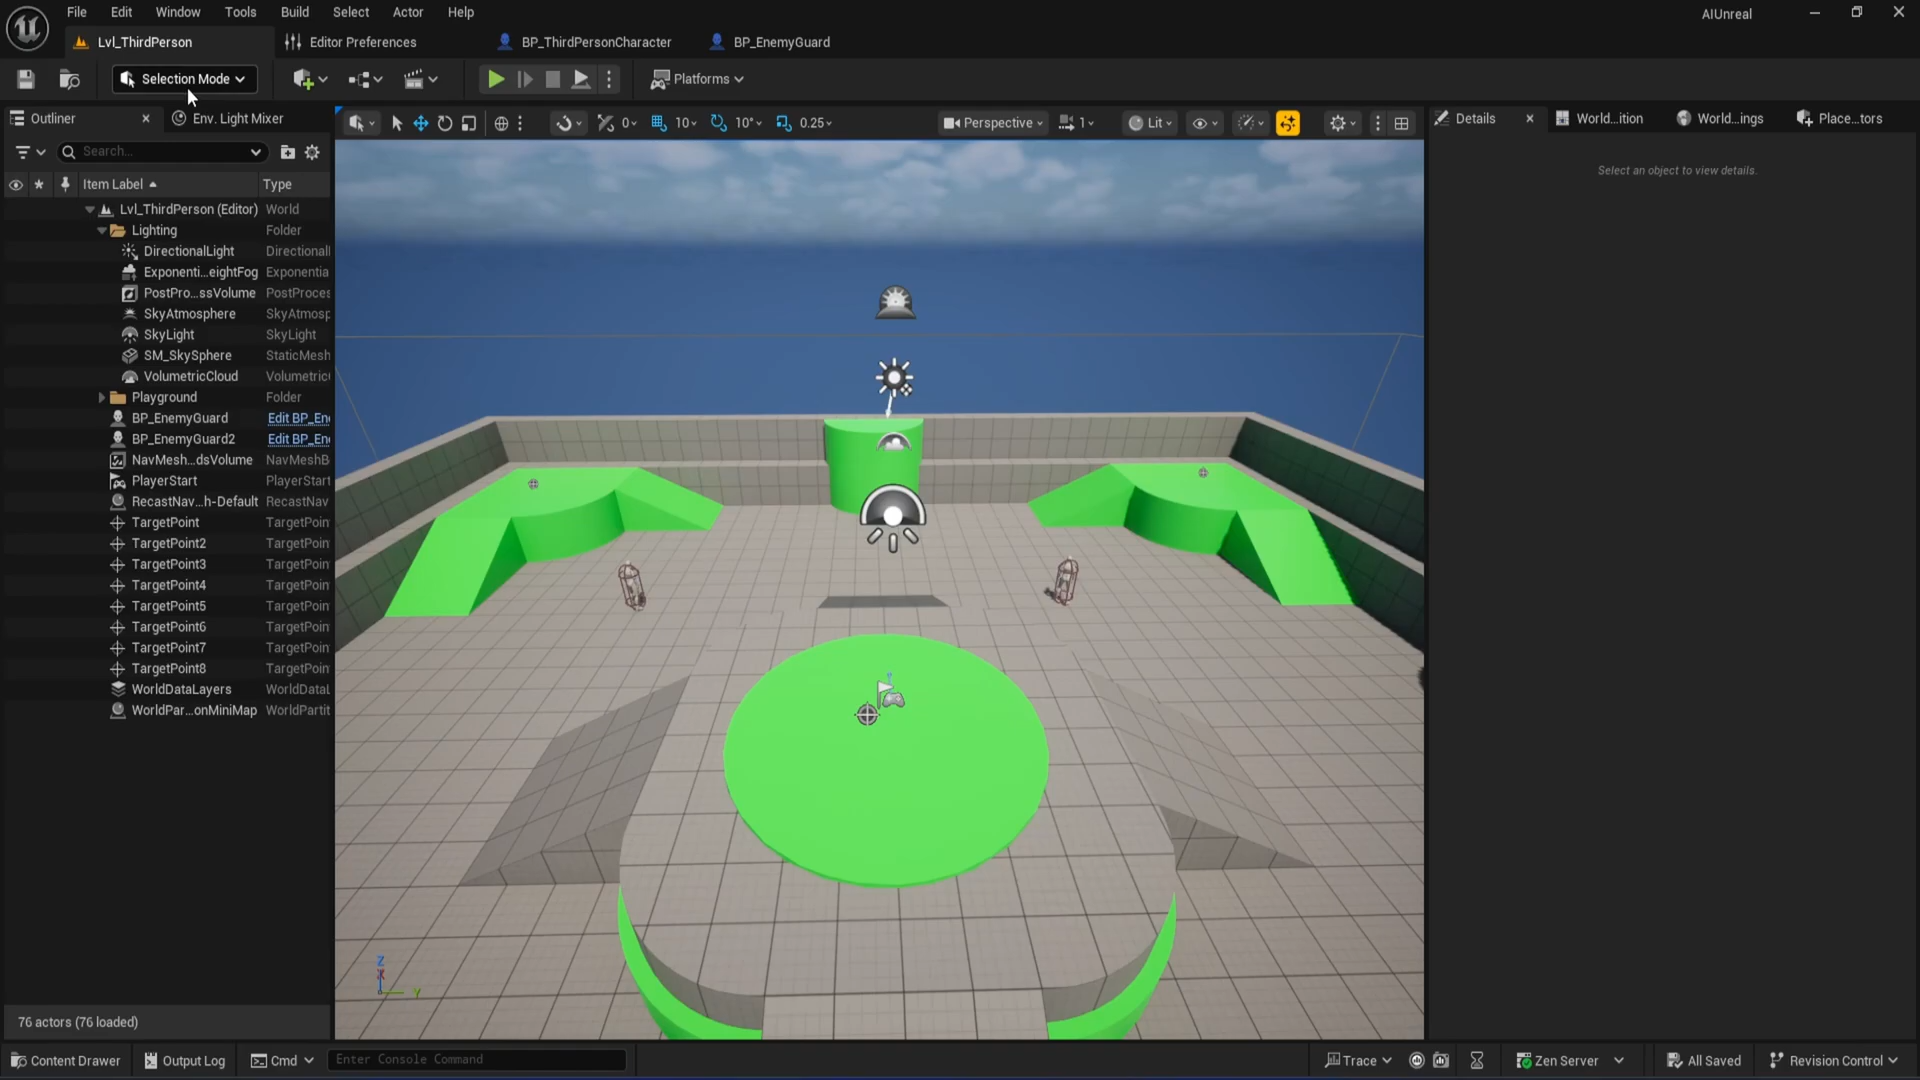 File Edit Window Tools Build Select Actor Help
AIUnreal
Lvl_ThirdPerson Editor Preferences BP_ThirdPersonCharacter BP_EnemyGuard
Selection Mode Platforms
Outliner Env. Light Mixer
0 10 10° 0.25 Perspective 1 Lit
Details World...ition World...ings Place...tors
Search...
Select an object to view details.
Item Label Type
Lvl_ThirdPerson (Editor) World
Lighting Folder
DirectionalLight Directional
Exponenti...eightFog Exponentia
PostPro...ssVolume PostProces
SkyAtmosphere SkyAtmosp
SkyLight SkyLight
SM_SkySphere StaticMesh
VolumetricCloud Volumetric
Playground Folder
BP_EnemyGuard Edit BP_En
BP_EnemyGuard2 Edit BP_En
NavMesh...dsVolume NavMeshB
PlayerStart PlayerStart
RecastNav...h-Default RecastNav
TargetPoint TargetPoin
TargetPoint2 TargetPoin
TargetPoint3 TargetPoin
TargetPoint4 TargetPoin
TargetPoint5 TargetPoin
TargetPoint6 TargetPoin
TargetPoint7 TargetPoin
TargetPoint8 TargetPoin
WorldDataLayers WorldDataL
WorldPar...onMiniMap WorldPartit
Z
X
Y
76 actors (76 loaded)
Content Drawer Output Log Cmd Enter Console Command Trace Zen Server All Saved Revision Control